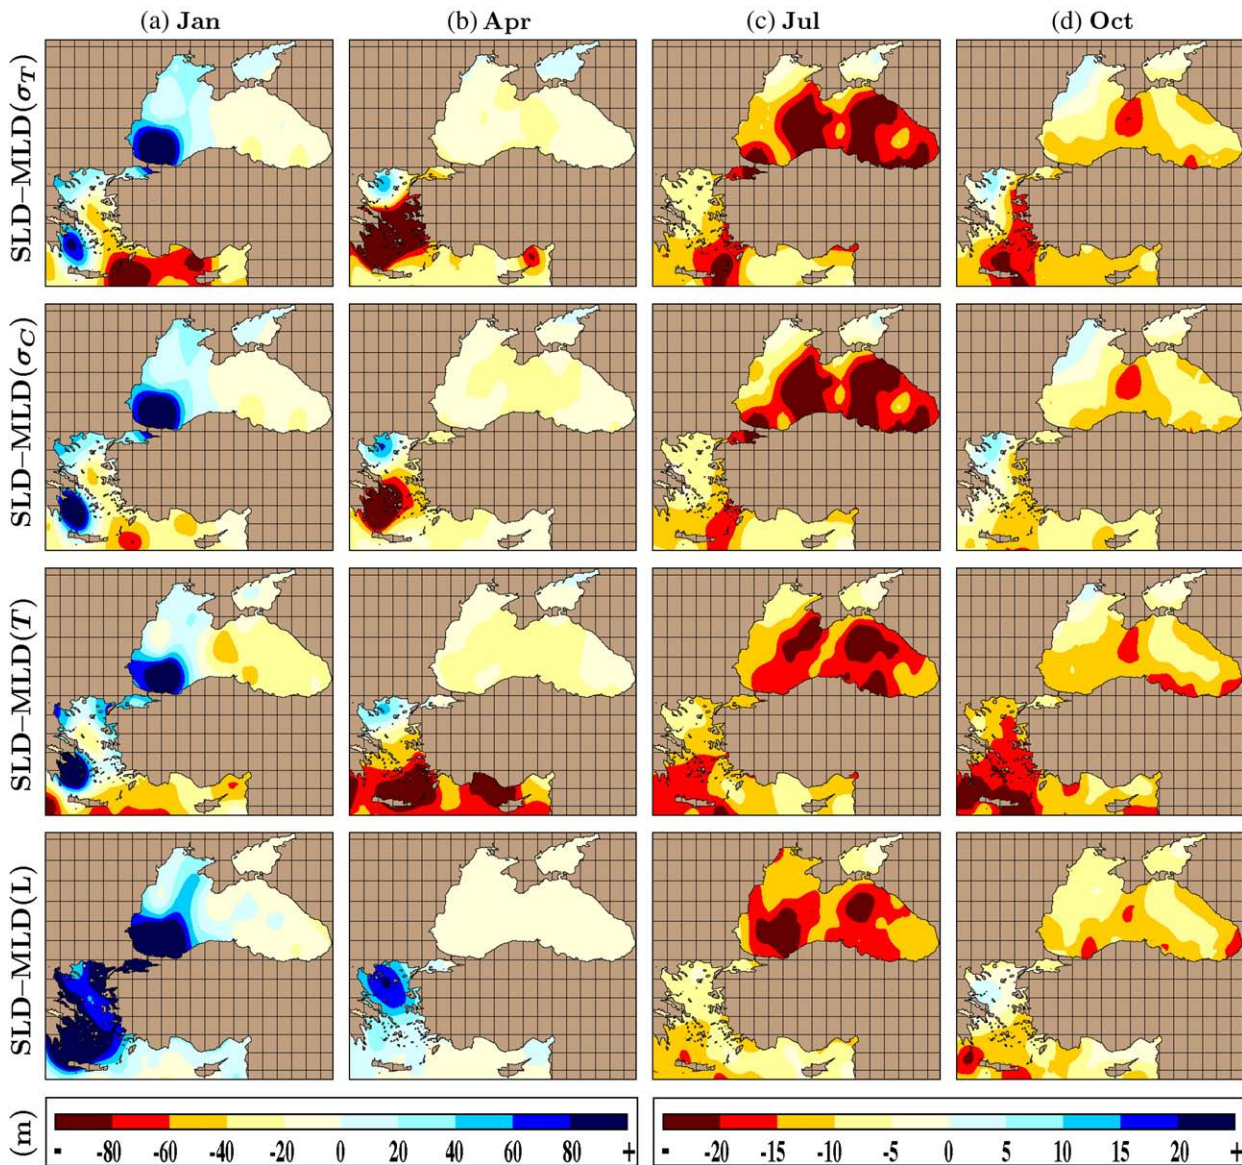 (a) Jan (b) Apr (c) Jul (d) Oct
SLD−MLD(σT)
SLD−MLD(σC)
SLD−MLD(T)
SLD−MLD(L)
(m)
- -80 -60 -40 -20 0 20 40 60 80 +
- -20 -15 -10 -5 0 5 10 15 20 +